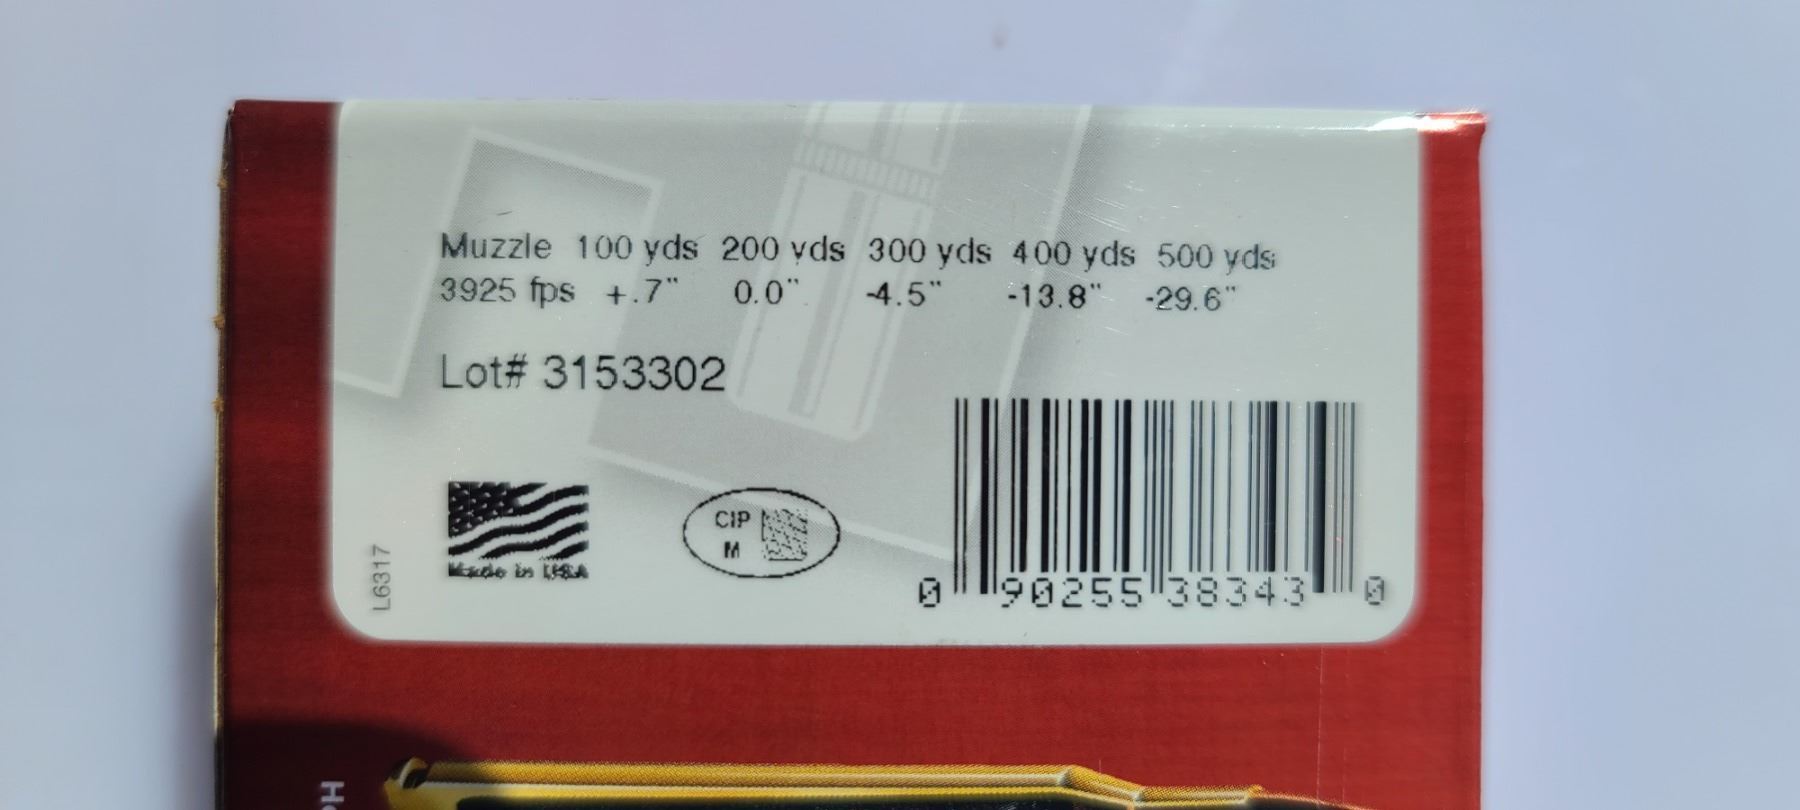 Muzzle 100 yds 200 yds 300 yds 400 yds 500 yds
3925 fps +.7" 0.0" -4.5" -13.8" -29.6"
Lot# 3153302
Made in USA
CIP
M
L6317
0 90255 38343 0